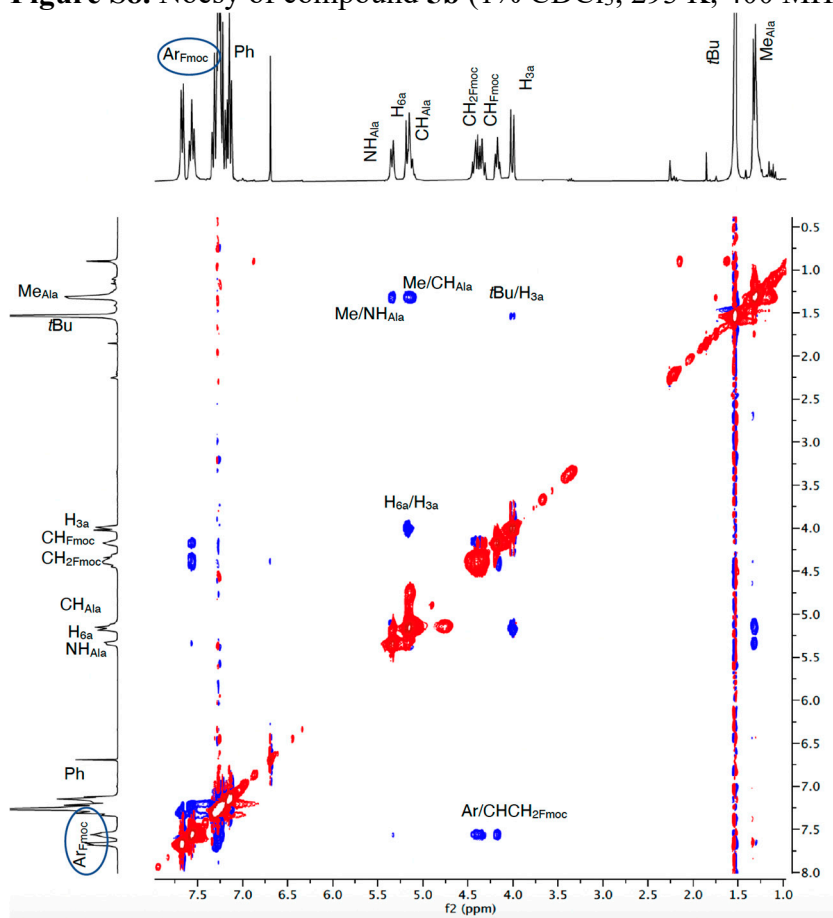 Figure S8. Noesy of compound 5b (1% CDCl3, 295 K, 400 MH
ArFmoc
Ph
NHAla
H6a
CHAla
CH2Fmoc
CHFmoc
H3a
tBu
MeAla
MeAla
tBu
H3a
CHFmoc
CH2Fmoc
CHAla
H6a
NHAla
Ph
ArFmoc
Me/CHAla
Me/NHAla
tBu/H3a
H6a/H3a
Ar/CHCH2Fmoc
0.5
1.0
1.5
2.0
2.5
3.0
3.5
4.0
4.5
5.0
5.5
6.0
6.5
7.0
7.5
8.0
7.5 7.0 6.5 6.0 5.5 5.0 4.5 4.0 3.5 3.0 2.5 2.0 1.5 1.0
f2 (ppm)